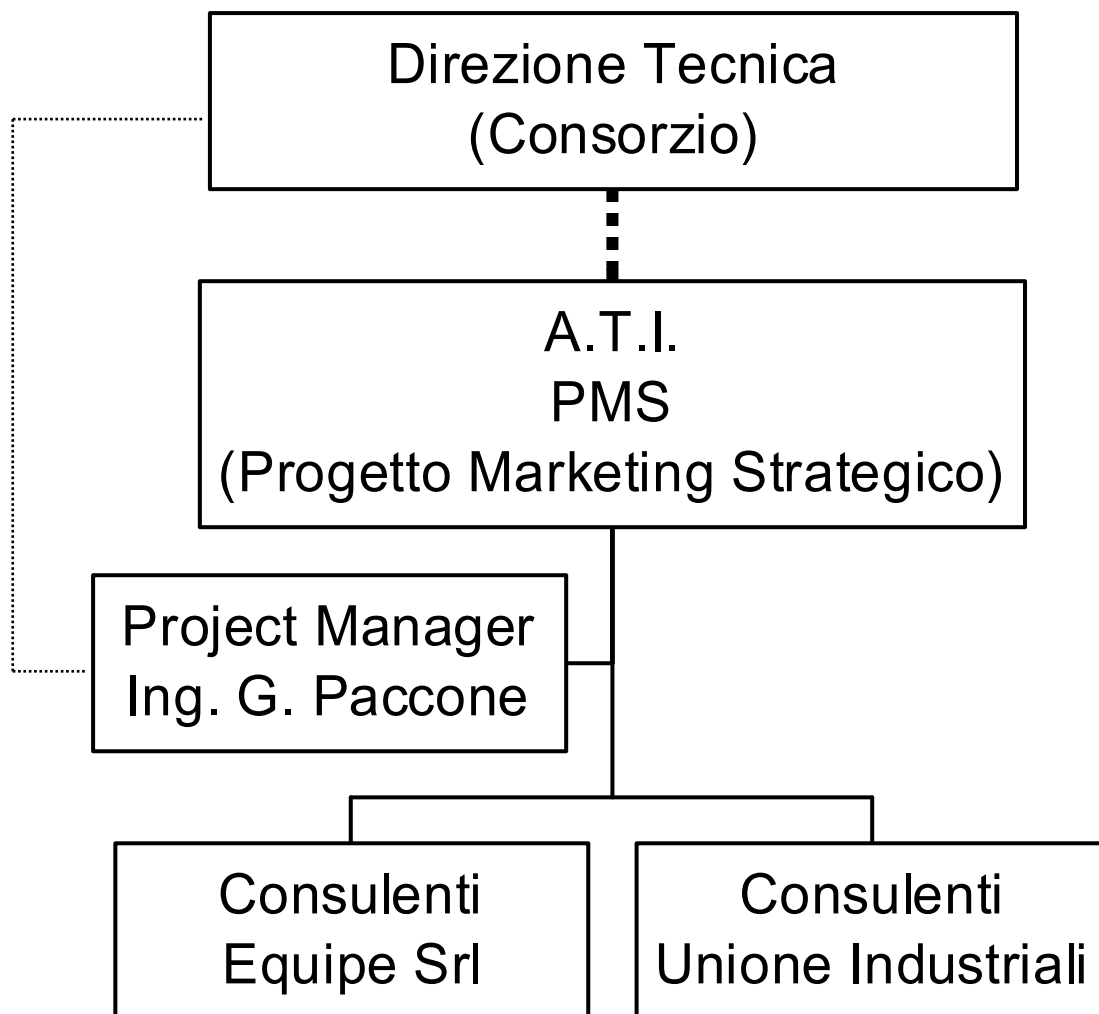 Direzione Tecnica
(Consorzio)
A.T.I.
PMS
(Progetto Marketing Strategico)
Project Manager
Ing. G. Paccone
Consulenti
Equipe Srl
Consulenti
Unione Industriali